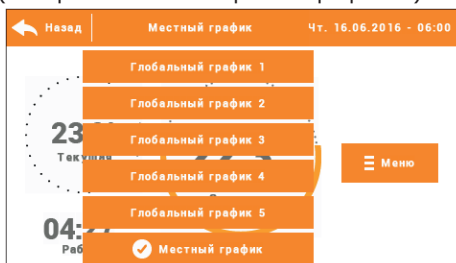 Назад Местный график Чт. 16.06.2016 - 06:00
Глобальный график 1
Глобальный график 2
23
Глобальный график 3
Текущая
Меню
Глобальный график 4
Глобальный график 5
04:
Раб
Местный график